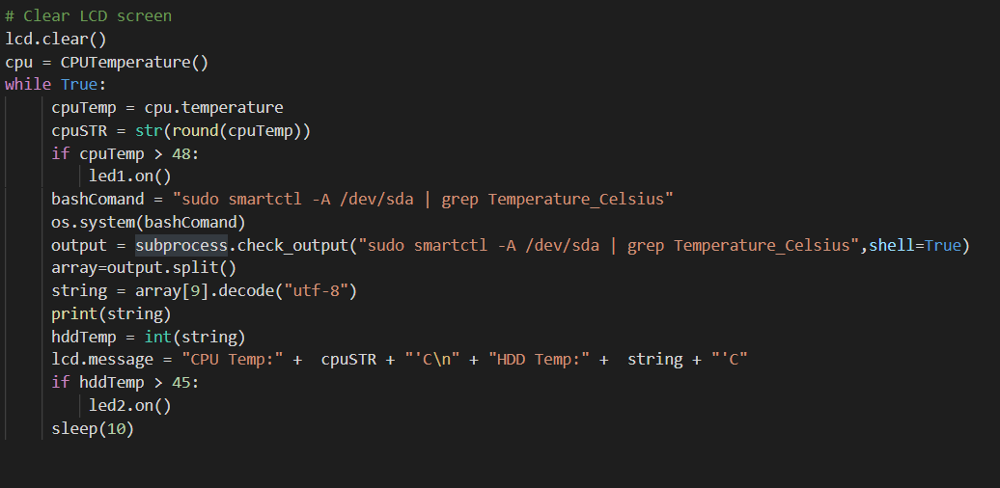 # Clear LCD screen
lcd.clear()
cpu = CPUTemperature()
while True:
    cpuTemp = cpu.temperature
    cpuSTR = str(round(cpuTemp))
    if cpuTemp > 48:
        led1.on()
    bashComand = "sudo smartctl -A /dev/sda | grep Temperature_Celsius"
    os.system(bashComand)
    output = subprocess.check_output("sudo smartctl -A /dev/sda | grep Temperature_Celsius",shell=True)
    array=output.split()
    string = array[9].decode("utf-8")
    print(string)
    hddTemp = int(string)
    lcd.message = "CPU Temp:" +  cpuSTR + "'C\n" + "HDD Temp:" +  string + "'C"
    if hddTemp > 45:
        led2.on()
    sleep(10)